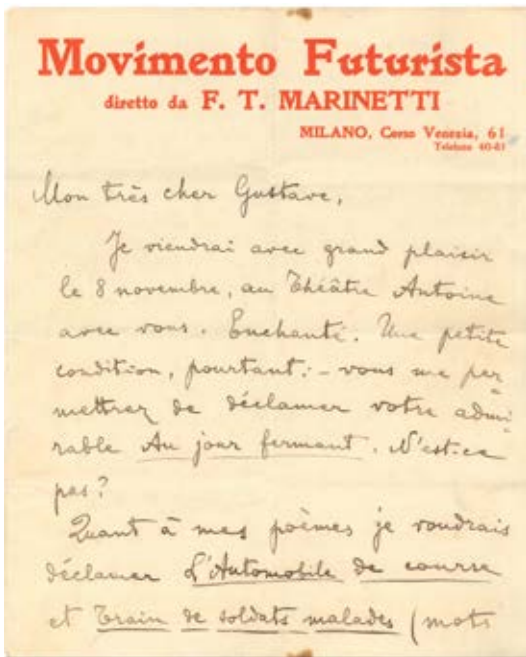 Movimento Futurista
diretto da F. T. MARINETTI
MILANO, Corso Venezia, 61
Telefono 40-81
Mon très cher Gustave,
Je viendrai avec grand plaisir
le 8 novembre, au Théâtre Antoine
avec vous. Enchanté. Une petite
condition, pourtant: – vous me per-
mettrez de déclamer votre admi-
rable Au jour fermant. N'est-ce
pas?
Quant à mes poèmes je voudrais
déclamer L'Automobile de course
et Train de soldats malades (mots